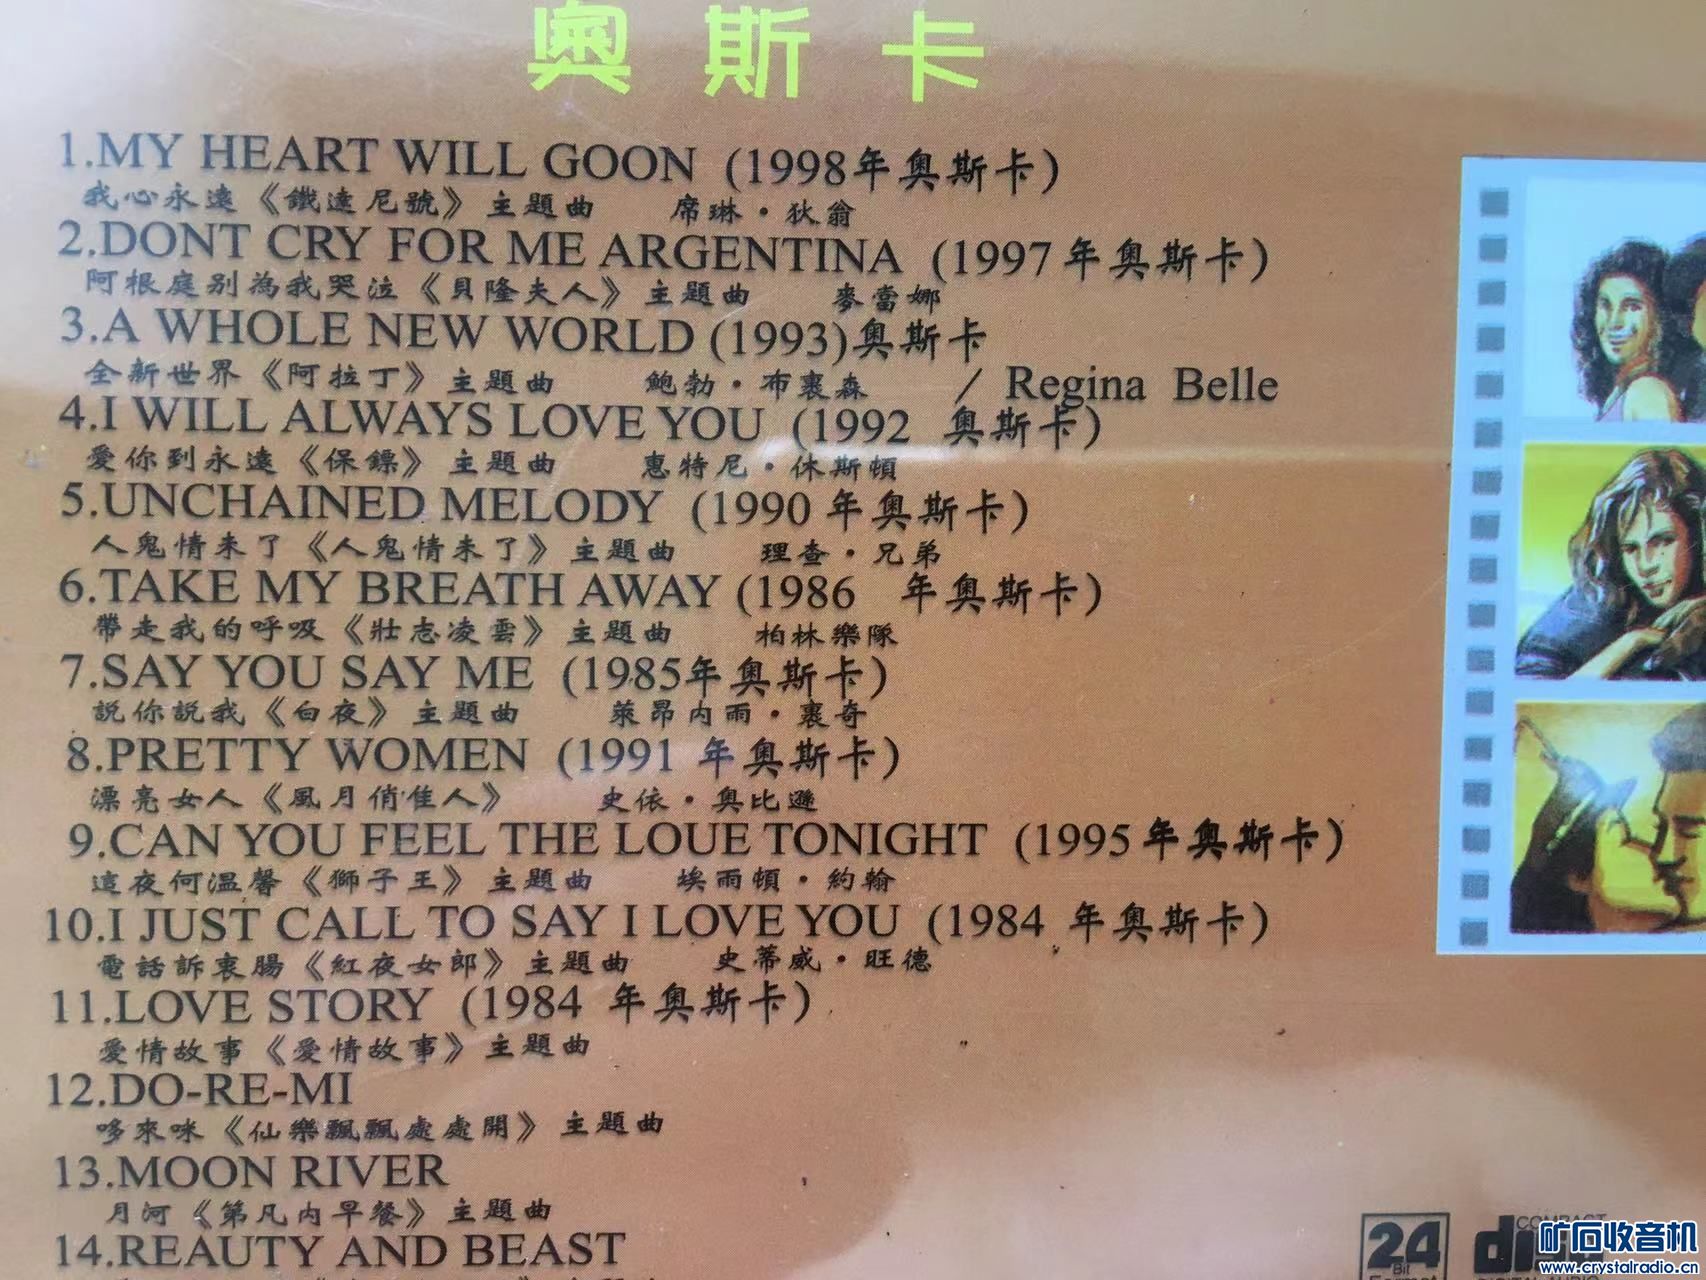 奧斯卡
1.MY HEART WILL GOON (1998年奥斯卡)
我心永遠《鐵達尼號》主題曲 席琳·狄翁
2.DONT CRY FOR ME ARGENTINA (1997年奥斯卡)
阿根庭别為我哭泣《貝隆夫人》主題曲 麥當娜
3.A WHOLE NEW WORLD (1993)奥斯卡
全新世界《阿拉丁》主題曲 鮑勃·布裹森 / Regina Belle
4.I WILL ALWAYS LOVE YOU (1992 奥斯卡)
愛你到永遠《保鏢》主題曲 惠特尼·休斯頓
5.UNCHAINED MELODY (1990年奥斯卡)
人鬼情未了《人鬼情未了》主題曲 理查·兄弟
6.TAKE MY BREATH AWAY (1986 年奥斯卡)
帶走我的呼吸《壯志凌雲》主題曲 柏林樂隊
7.SAY YOU SAY ME (1985年奥斯卡)
説你説我《白夜》主題曲 萊昂内雨·裹奇
8.PRETTY WOMEN (1991 年奥斯卡)
漂亮女人《風月俏佳人》 史依·奥比遜
9.CAN YOU FEEL THE LOUE TONIGHT (1995年奥斯卡)
這夜何溫馨《獅子王》主題曲 埃雨頓·約翰
10.I JUST CALL TO SAY I LOVE YOU (1984 年奥斯卡)
電話訴衷腸《紅夜女郎》主題曲 史蒂威·旺德
11.LOVE STORY (1984 年奥斯卡)
愛情故事《愛情故事》主題曲
12.DO-RE-MI
哆來咪《仙樂飄飄處處開》主題曲
13.MOON RIVER
月河《第凡内早餐》主題曲
14.REAUTY AND BEAST
24
Bit
COMPACT
矿石收音机
www.crystalradio.cn